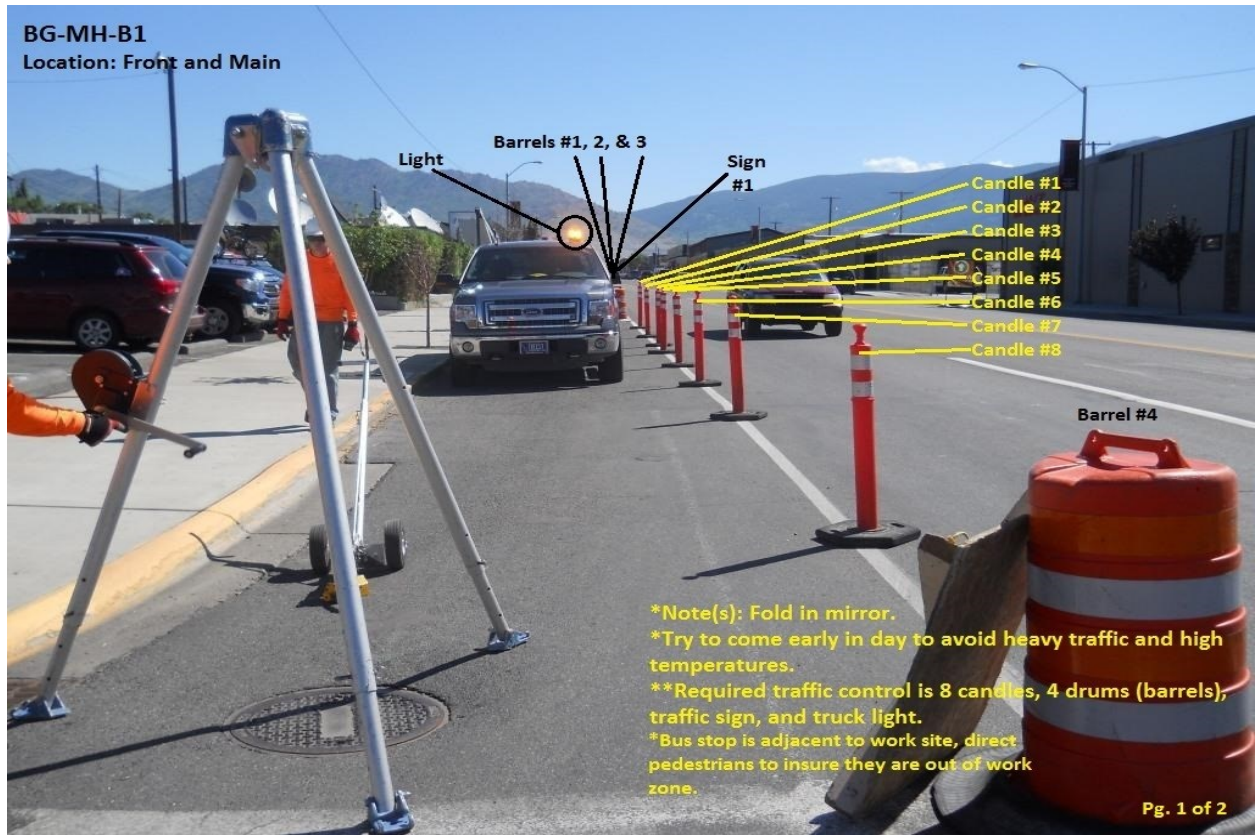 BG-MH-B1
Location: Front and Main
Light
Barrels #1, 2, & 3
Sign
#1
Candle #1
Candle #2
Candle #3
Candle #4
Candle #5
Candle #6
Candle #7
Candle #8
Barrel #4
*Note(s): Fold in mirror.
*Try to come early in day to avoid heavy traffic and high
temperatures.
**Required traffic control is 8 candles, 4 drums (barrels),
traffic sign, and truck light.
*Bus stop is adjacent to work site, direct
pedestrians to insure they are out of work
zone.
Pg. 1 of 2